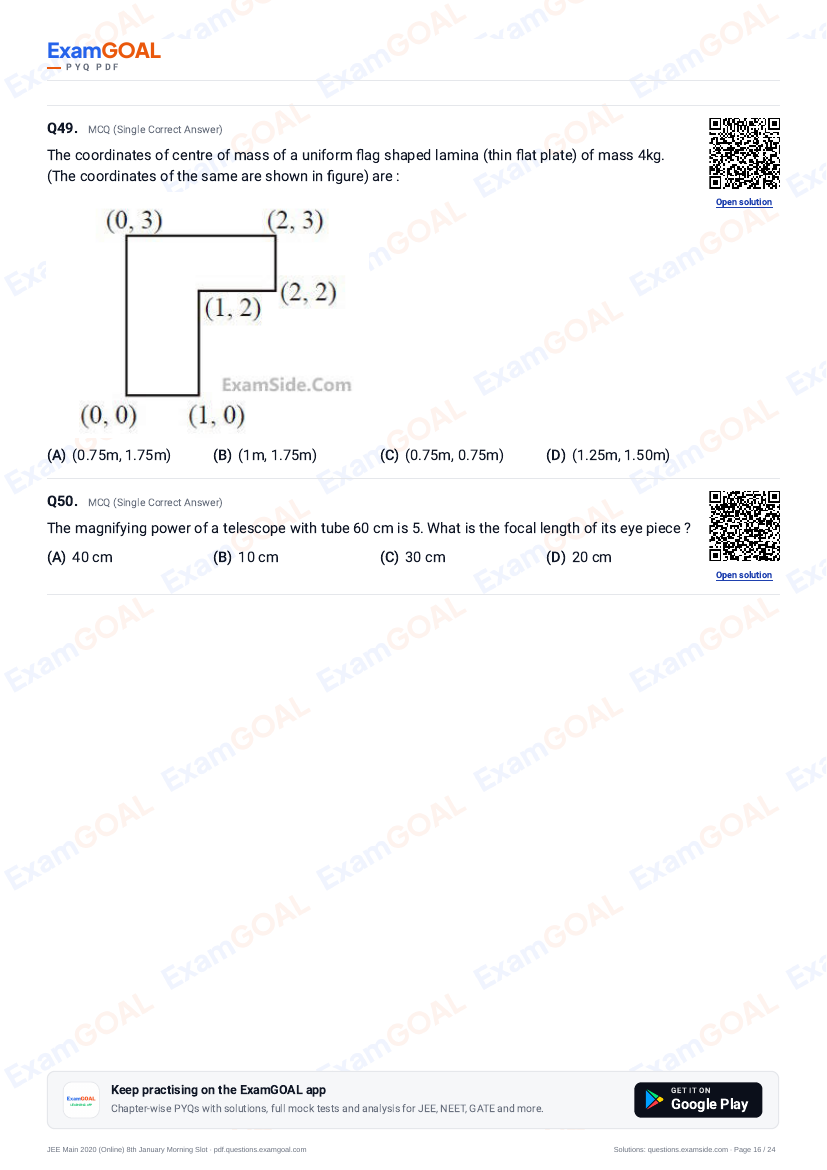 ExamGOAL
PYQ PDF
Q49. MCQ (Single Correct Answer)
The coordinates of centre of mass of a uniform flag shaped lamina (thin flat plate) of mass 4kg.
(The coordinates of the same are shown in figure) are :
Open solution
(0, 3) (2, 3)
(2, 2)
(1, 2)
ExamSide.Com
(0, 0) (1, 0)
(A) (0.75m, 1.75m) (B) (1m, 1.75m) (C) (0.75m, 0.75m) (D) (1.25m, 1.50m)
Q50. MCQ (Single Correct Answer)
The magnifying power of a telescope with tube 60 cm is 5. What is the focal length of its eye piece ?
(A) 40 cm (B) 10 cm (C) 30 cm (D) 20 cm
Open solution
Keep practising on the ExamGOAL app
Chapter-wise PYQs with solutions, full mock tests and analysis for JEE, NEET, GATE and more.
ExamGOAL
GET IT ON
Google Play
JEE Main 2020 (Online) 8th January Morning Slot · pdf.questions.examgoal.com
Solutions: questions.examside.com · Page 16 / 24